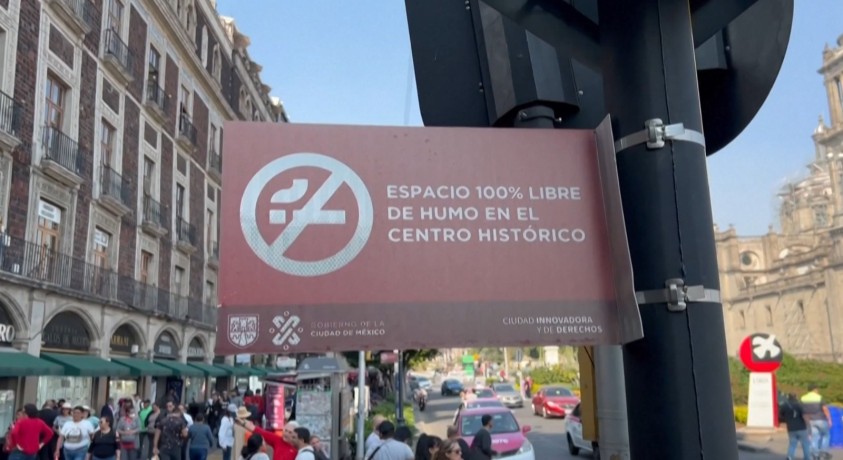 ESPACIO 100% LIBRE
DE HUMO EN EL
CENTRO HISTÓRICO
GOBIERNO DE LA
CIUDAD DE MÉXICO
CIUDAD INNOVADORA
Y DE DERECHOS